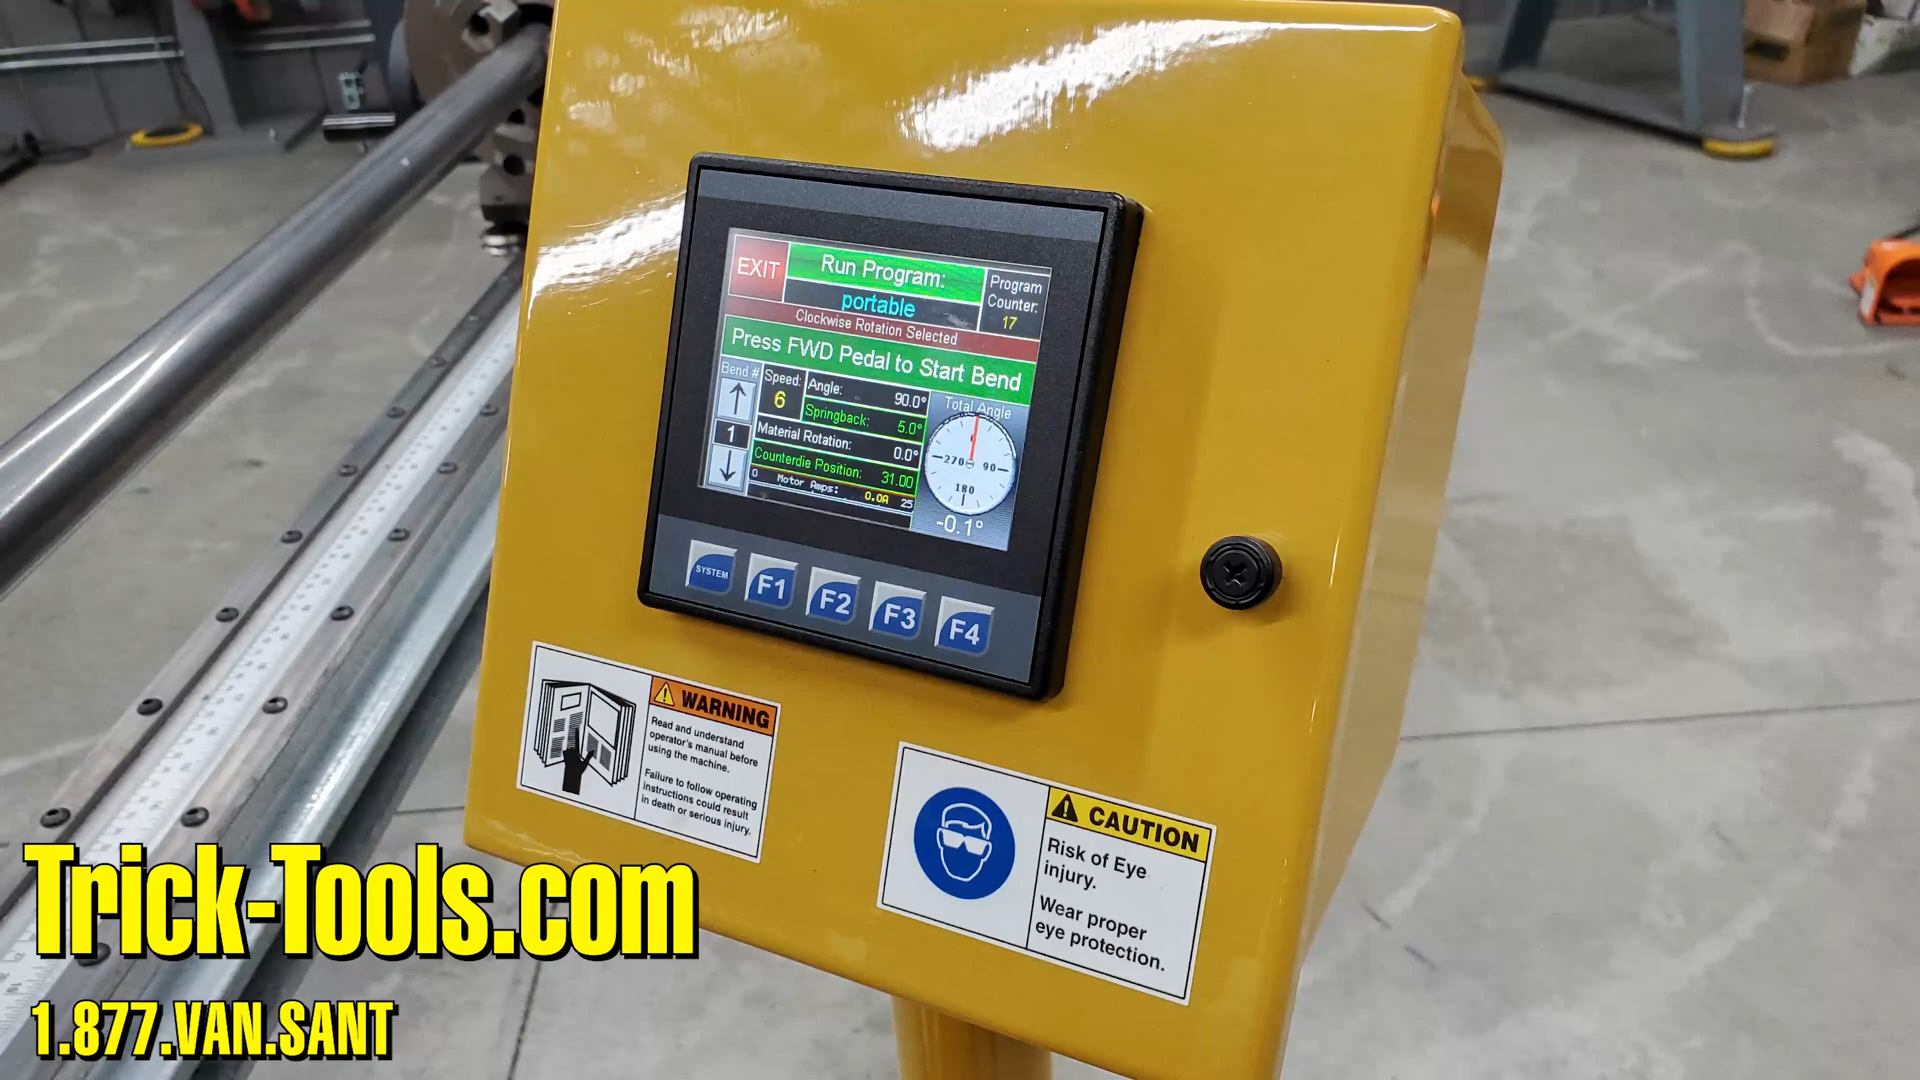 EXIT
Run Program:
portable
Program
Counter:
17
Clockwise Rotation Selected
Press FWD Pedal to Start Bend
Bend #
1
Speed:
6
Angle: 90.0°
Springback: 5.0°
Material Rotation: 0.0°
Counterdie Position: 31.00
0 Motor Amps: 0.0A 25
Total Angle
270 90
180
-0.1°
SYSTEM F1 F2 F3 F4
WARNING
Read and understand
operator's manual before
using the machine.
Failure to follow operating
instructions could result
in death or serious injury.
CAUTION
Risk of Eye
injury.
Wear proper
eye protection.
Trick-Tools.com
1.877.VAN.SANT